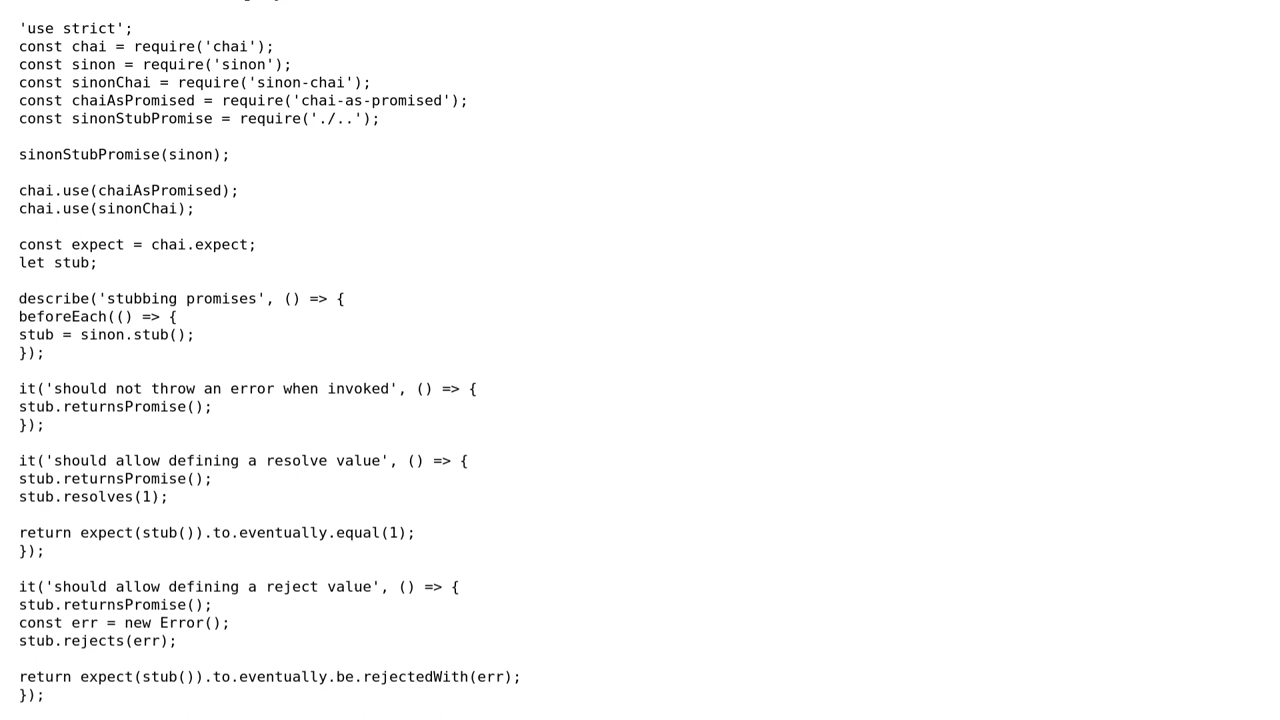 'use strict';
const chai = require('chai');
const sinon = require('sinon');
const sinonChai = require('sinon-chai');
const chaiAsPromised = require('chai-as-promised');
const sinonStubPromise = require('./..');

sinonStubPromise(sinon);

chai.use(chaiAsPromised);
chai.use(sinonChai);

const expect = chai.expect;
let stub;

describe('stubbing promises', () => {
beforeEach(() => {
stub = sinon.stub();
});

it('should not throw an error when invoked', () => {
stub.returnsPromise();
});

it('should allow defining a resolve value', () => {
stub.returnsPromise();
stub.resolves(1);

return expect(stub()).to.eventually.equal(1);
});

it('should allow defining a reject value', () => {
stub.returnsPromise();
const err = new Error();
stub.rejects(err);

return expect(stub()).to.eventually.be.rejectedWith(err);
});